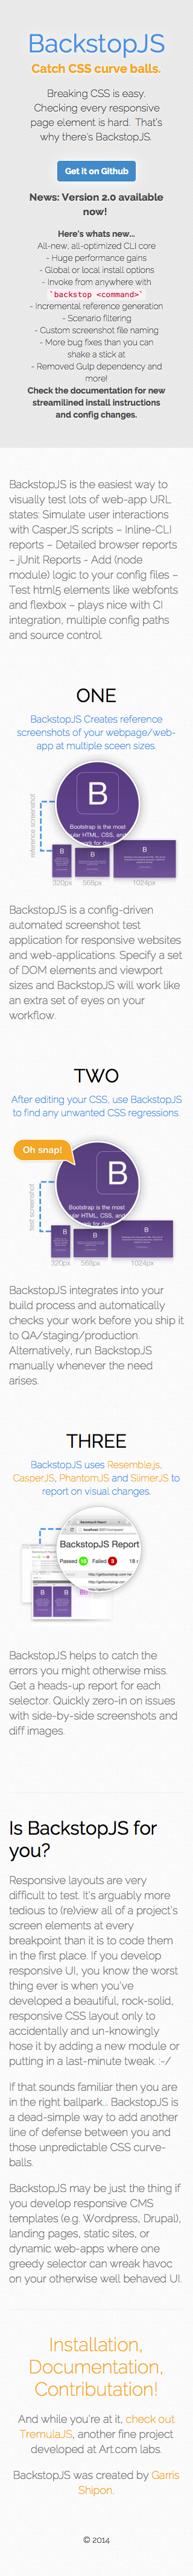 BackstopJS
Catch CSS curve balls.
Breaking CSS is easy.
Checking every responsive
page element is hard. That's
why there's BackstopJS.
Get it on Github
News: Version 2.0 available
now!
Here's whats new...
All-new, all-optimized CLI core
- Huge performance gains
- Global or local install options
- Invoke from anywhere with
`backstop <command>`
- Incremental reference generation
- Scenario filtering
- Custom screenshot file naming
- More bug fixes than you can
shake a stick at
- Removed Gulp dependency and
more!
Check the documentation for new
streamilined install instructions
and config changes.
BackstopJS is the easiest way to
visually test lots of web-app URL
states: Simulate user interactions
with CasperJS scripts – Inline-CLI
reports – Detailed browser reports
– jUnit Reports - Add (node
module) logic to your config files –
Test html5 elements like webfonts
and flexbox – plays nice with CI
integration, multiple config paths
and source control.
ONE
BackstopJS Creates reference
screenshots of your webpage/web-
app at multiple sceen sizes.
reference screenshot
B
Bootstrap is the most
ular HTML, CSS, and
B
B
B
320px 568px 1024px
BackstopJS is a config-driven
automated screenshot test
application for responsive websites
and web-applications. Specify a set
of DOM elements and viewport
sizes and BackstopJS will work like
an extra set of eyes on your
workflow.
TWO
After editing your CSS, use BackstopJS
to find any unwanted CSS regressions.
Oh snap!
test screenshot
B
Bootstrap is the most
ular HTML, CSS, and
B
B
B
320px 568px 1024px
BackstopJS integrates into your
build process and automatically
checks your work before you ship it
to QA/staging/production.
Alternatively, run BackstopJS
manually whenever the need
arises.
THREE
BackstopJS uses Resemble.js,
CasperJS, PhantomJS and SlimerJS to
report on visual changes.
BackstopJS Report
Passed 10 Failed 3
BackstopJS helps to catch the
errors you might otherwise miss.
Get a heads-up report for each
selector. Quickly zero-in on issues
with side-by-side screenshots and
diff images.
Is BackstopJS for
you?
Responsive layouts are very
difficult to test. It's arguably more
tedious to (re)view all of a project's
screen elements at every
breakpoint than it is to code them
in the first place. If you develop
responsive UI, you know the worst
thing ever is when you've
developed a beautiful, rock-solid,
responsive CSS layout only to
accidentally and un-knowingly
hose it by adding a new module or
putting in a last-minute tweak. :-/
If that sounds familiar then you are
in the right ballpark... BackstopJS is
a dead-simple way to add another
line of defense between you and
those unpredictable CSS curve-
balls.
BackstopJS may be just the thing if
you develop responsive CMS
templates (e.g. Wordpress, Drupal),
landing pages, static sites, or
dynamic web-apps where one
greedy selector can wreak havoc
on your otherwise well behaved UI.
Installation,
Documentation,
Contributation!
And while you're at it, check out
TremulaJS, another fine project
developed at Art.com labs.
BackstopJS was created by Garris
Shipon.
© 2014